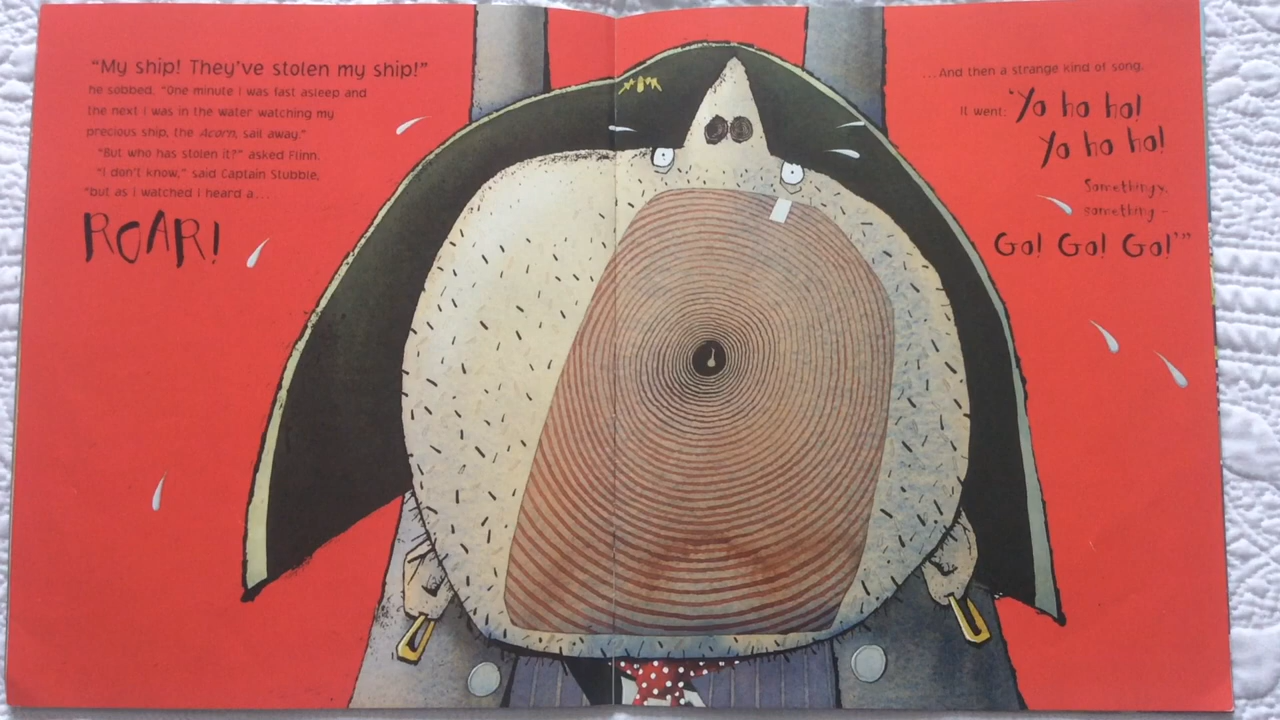 “My ship! They’ve stolen my ship!”
he sobbed. “One minute I was fast asleep and
the next I was in the water watching my
precious ship, the Acorn, sail away.”
“But who has stolen it?” asked Flinn.
“I don’t know,” said Captain Stubble,
“but as I watched I heard a...
ROAR!
...And then a strange kind of song.
It went: ‘Yo ho ho!
Yo ho ho!
Somethingy,
something –
Go! Go! Go!’”